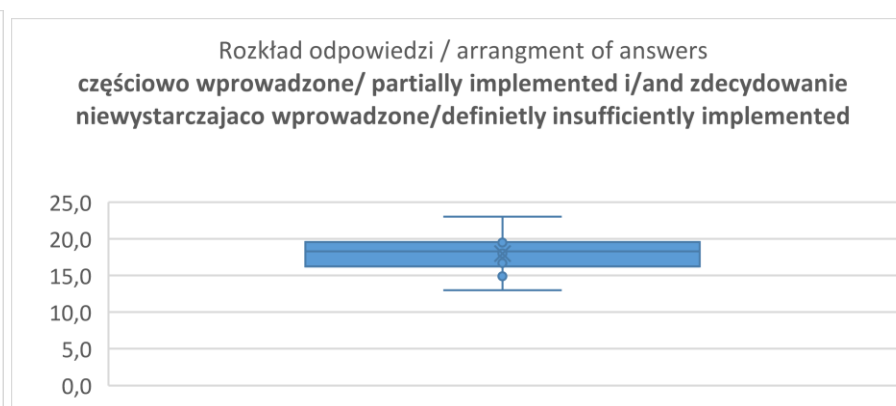 Rozkład odpowiedzi / arrangment of answers
częściowo wprowadzone/ partially implemented i/and zdecydowanie
niewystarczajaco wprowadzone/definietly insufficiently implemented
25,0
20,0
15,0
10,0
5,0
0,0